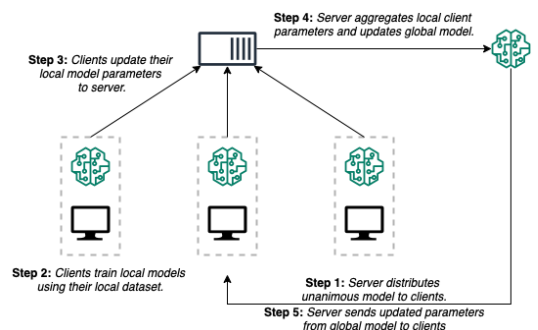 Step 4: Server aggregates local client
parameters and updates global model.
Step 3: Clients update their
local model parameters
to server.
Step 2: Clients train local models
using their local dataset.
Step 1: Server distributes
unanimous model to clients.
Step 5: Server sends updated parameters
from global model to clients